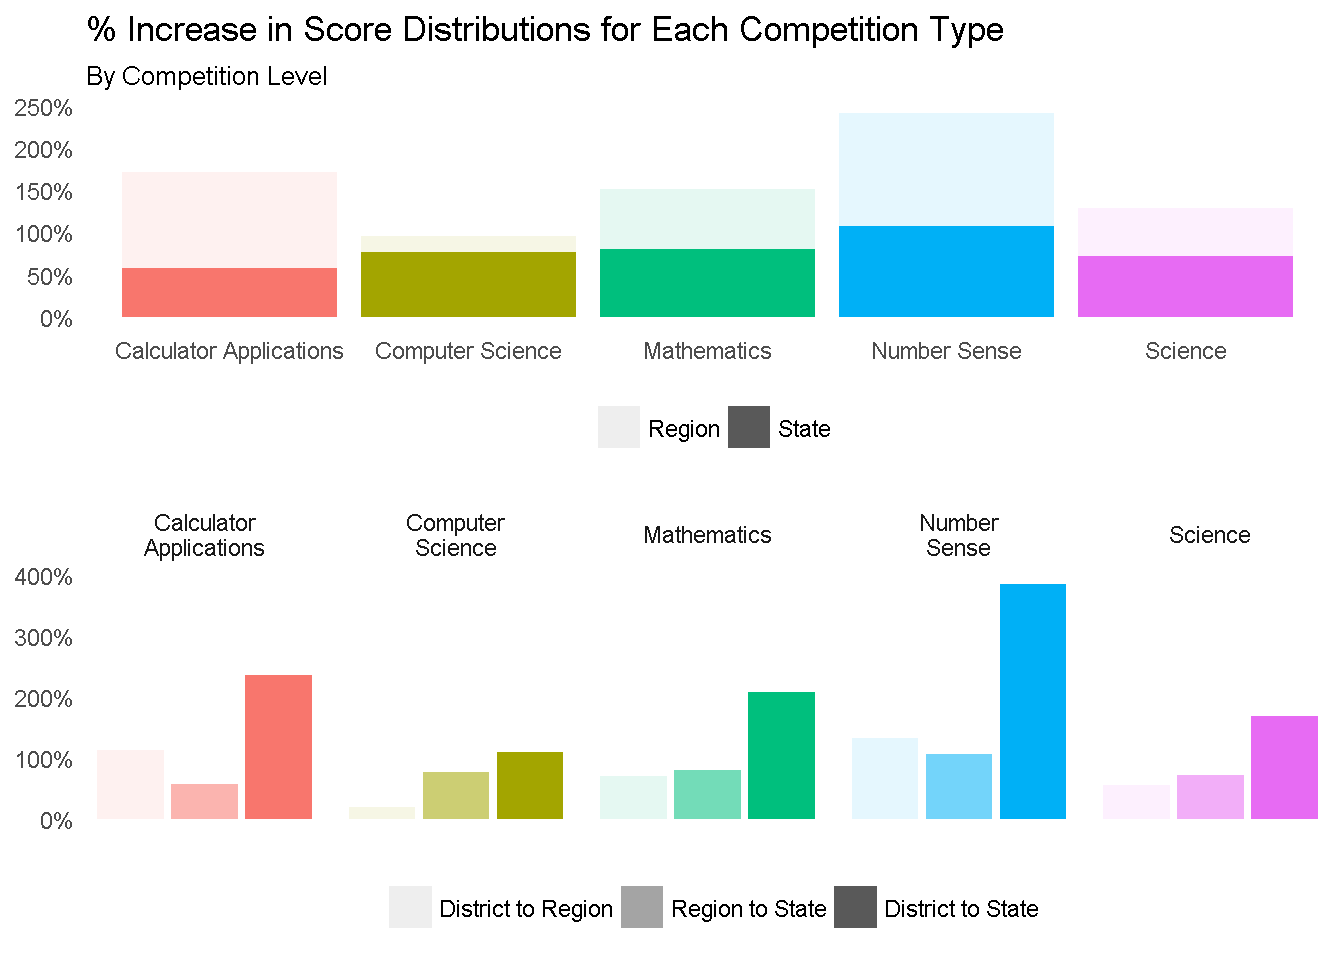 % Increase in Score Distributions for Each Competition Type
By Competition Level
250%
200%
150%
100%
50%
0%
Calculator Applications
Computer Science
Mathematics
Number Sense
Science
Region
State
Calculator
Applications
Computer
Science
Mathematics
Number
Sense
Science
400%
300%
200%
100%
0%
District to Region
Region to State
District to State